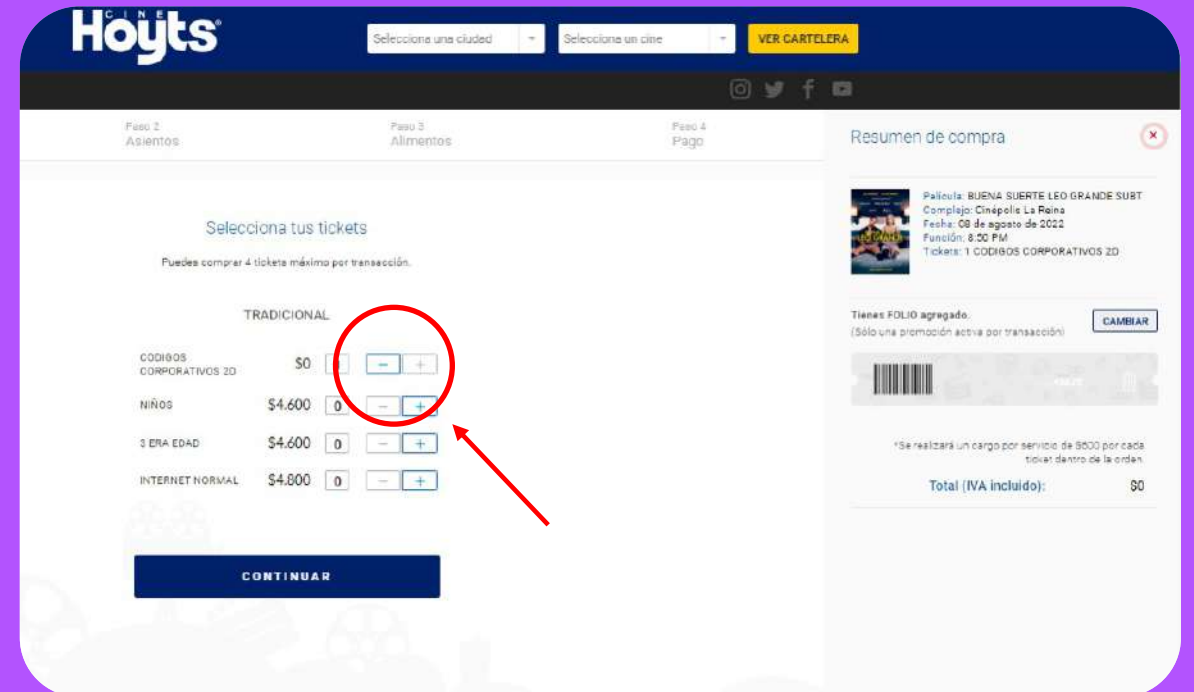 CINE
Hoyts
Selecciona una ciudad
Selecciona un cine
VER CARTELERA
Paso 2
Asientos
Paso 3
Alimentos
Paso 4
Pago
Selecciona tus tickets
Puedes comprar 4 tickets máximo por transacción.
TRADICIONAL
CODIGOS
CORPORATIVOS 2D
$0
- +
NIÑOS $4.600 0 - +
3 ERA EDAD $4.600 0 - +
INTERNET NORMAL $4.800 0 - +
CONTINUAR
Resumen de compra
Película: BUENA SUERTE LEO GRANDE SUBT
Complejo: Cinépolis La Reina
Fecha: 08 de agosto de 2022
Función: 8:50 PM
Tickets: 1 CODIGOS CORPORATIVOS 2D
LEO GRANDE
Tienes FOLIO agregado.
(Sólo una promoción activa por transacción)
CAMBIAR
*Se realizará un cargo por servicio de $600 por cada
ticket dentro de la orden.
Total (IVA incluido): $0